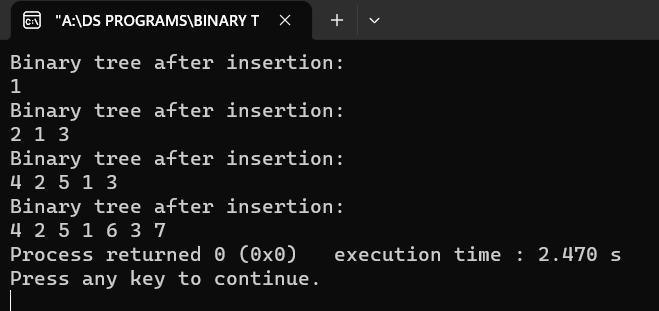 "A:\DS PROGRAMS\BINARY T
Binary tree after insertion:
1
Binary tree after insertion:
2 1 3
Binary tree after insertion:
4 2 5 1 3
Binary tree after insertion:
4 2 5 1 6 3 7
Process returned 0 (0x0)   execution time : 2.470 s
Press any key to continue.